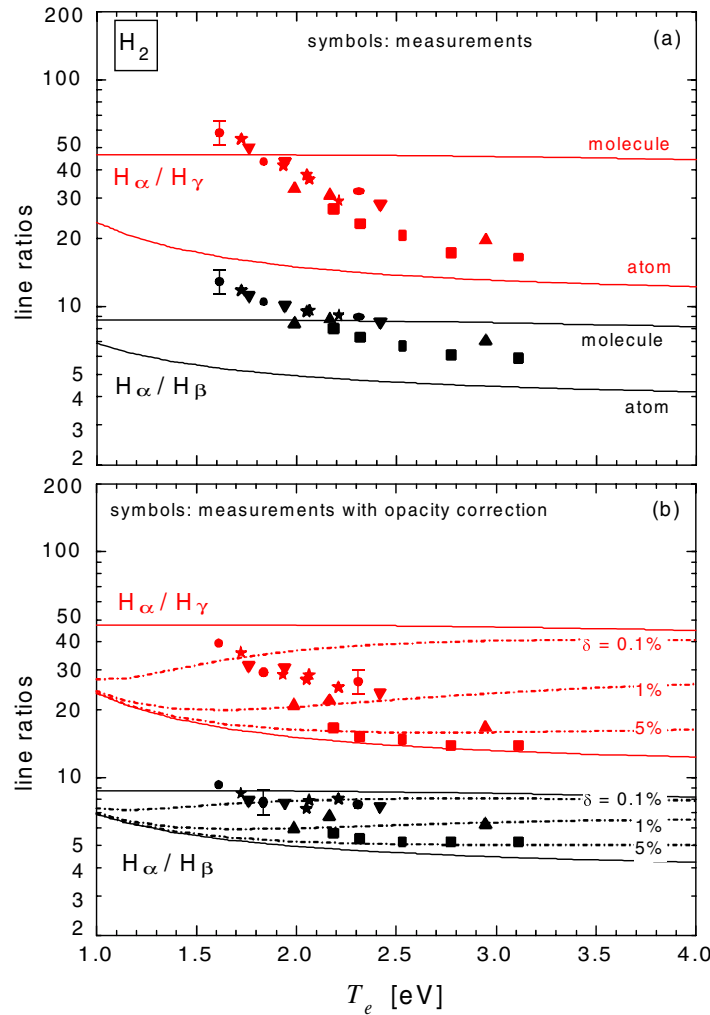 200
H₂
symbols: measurements
(a)
100
50
molecule
40
Hα / Hγ
30
20
atom
10
molecule
5
Hα / Hβ
4
atom
3
2
line ratios
200
symbols: measurements with opacity correction
(b)
100
50
Hα / Hγ
40
δ = 0.1%
30
1%
20
5%
10
δ = 0.1%
1%
5
5%
4
Hα / Hβ
3
2
line ratios
1.0 1.5 2.0 2.5 3.0 3.5 4.0
Te [eV]